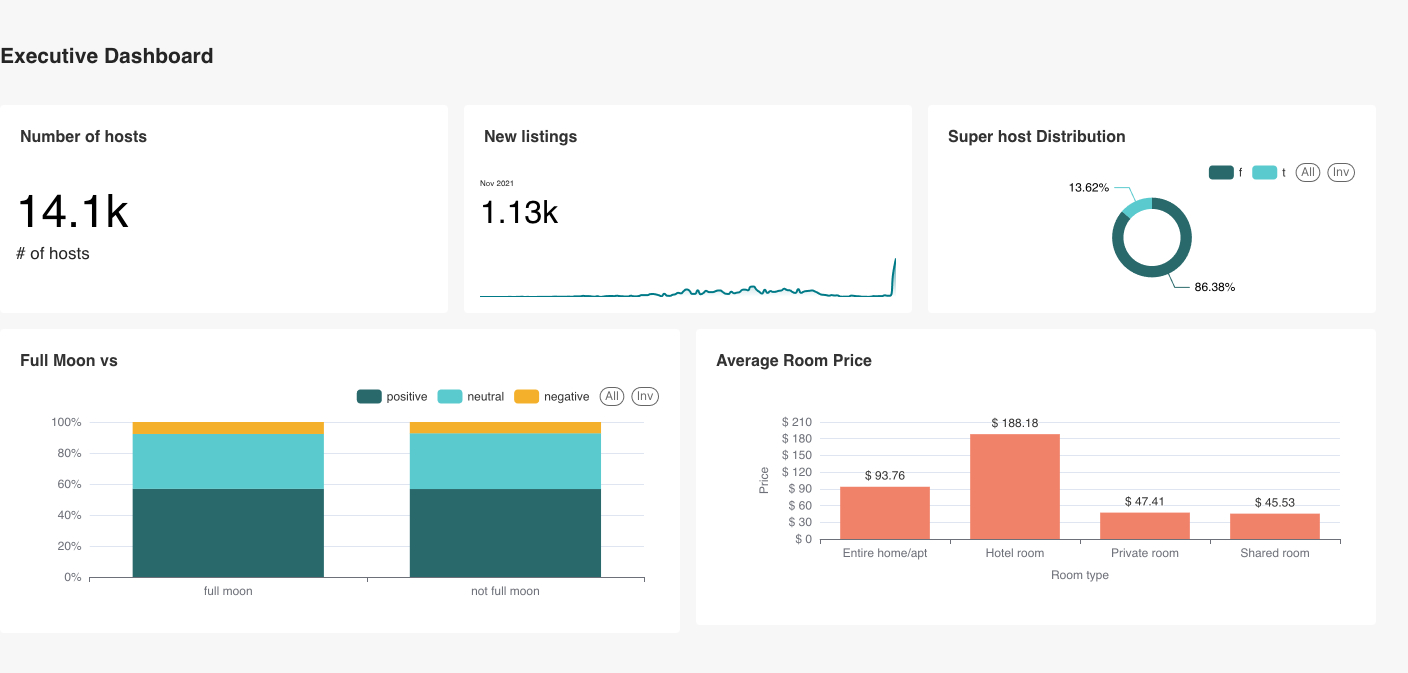 Executive Dashboard
Number of hosts
14.1k
# of hosts
New listings
Nov 2021
1.13k
Super host Distribution
f t All Inv
13.62%
86.38%
Full Moon vs
positive neutral negative All Inv
100%
80%
60%
40%
20%
0%
full moon not full moon
Average Room Price
Price
$ 210
$ 180
$ 150
$ 120
$ 90
$ 60
$ 30
$ 0
$ 93.76
$ 188.18
$ 47.41
$ 45.53
Entire home/apt Hotel room Private room Shared room
Room type